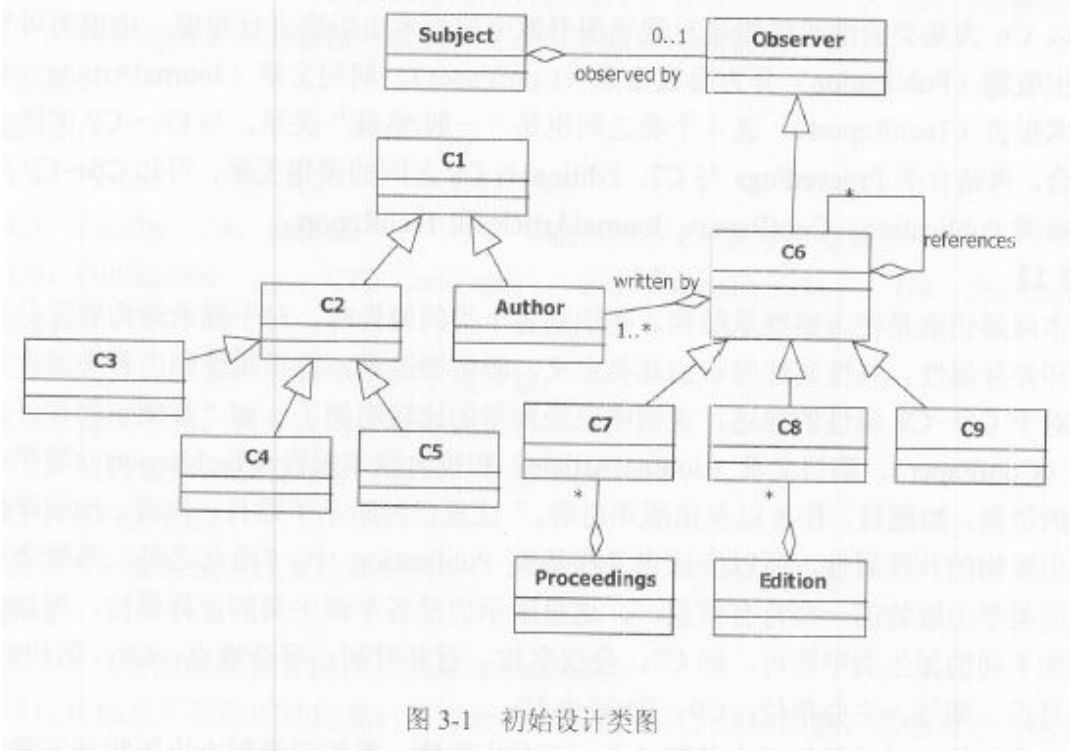 Subject
0..1
Observer
observed by
C1
*
references
C6
written by
C2
Author
1..*
C3
C4
C5
C7
C8
C9
*
*
Proceedings
Edition
图 3-1 初始设计类图